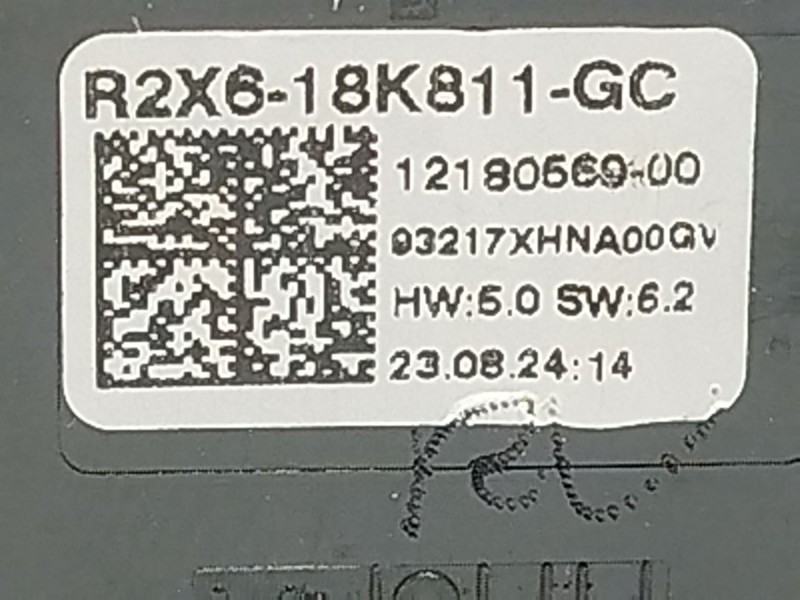 R2X6-18K811-GC
12180569-00
93217XHNA00GV
HW:5.0 SW:6.2
23.08.24:14